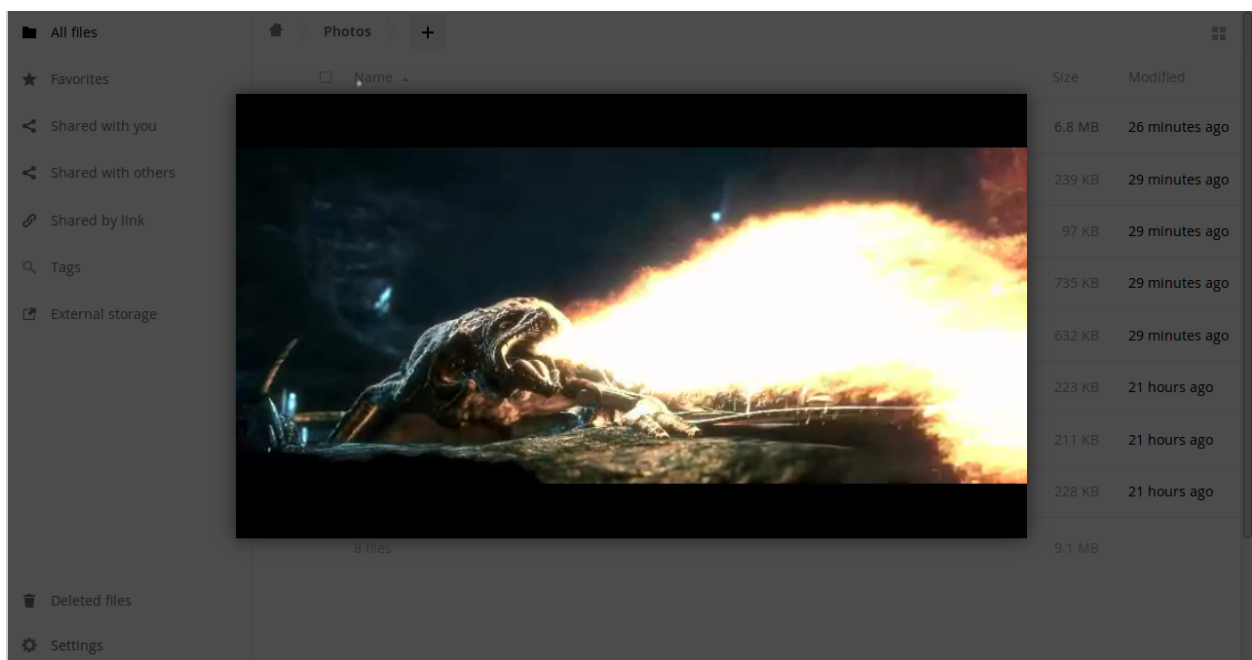 All files
Favorites
Shared with you
Shared with others
Shared by link
Tags
External storage
Deleted files
Settings
Photos +
Name Size Modified
6.8 MB 26 minutes ago
239 KB 29 minutes ago
97 KB 29 minutes ago
735 KB 29 minutes ago
632 KB 29 minutes ago
223 KB 21 hours ago
211 KB 21 hours ago
228 KB 21 hours ago
8 files 9.1 MB